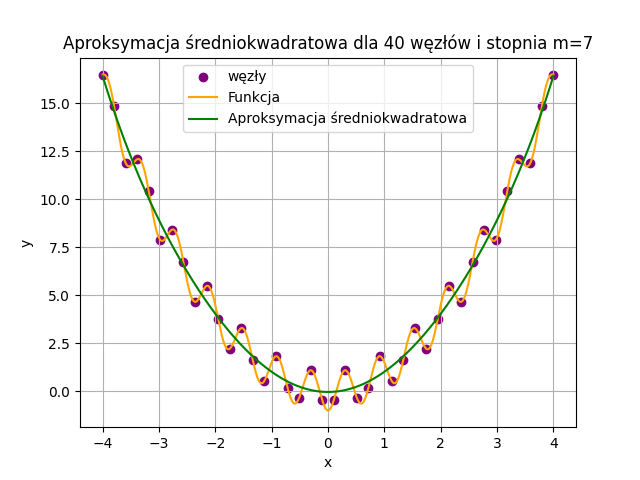 Aproksymacja średniokwadratowa dla 40 węzłów i stopnia m=7
węzły
Funkcja
Aproksymacja średniokwadratowa
15.0
12.5
10.0
7.5
5.0
2.5
0.0
y
−4 −3 −2 −1 0 1 2 3 4
x